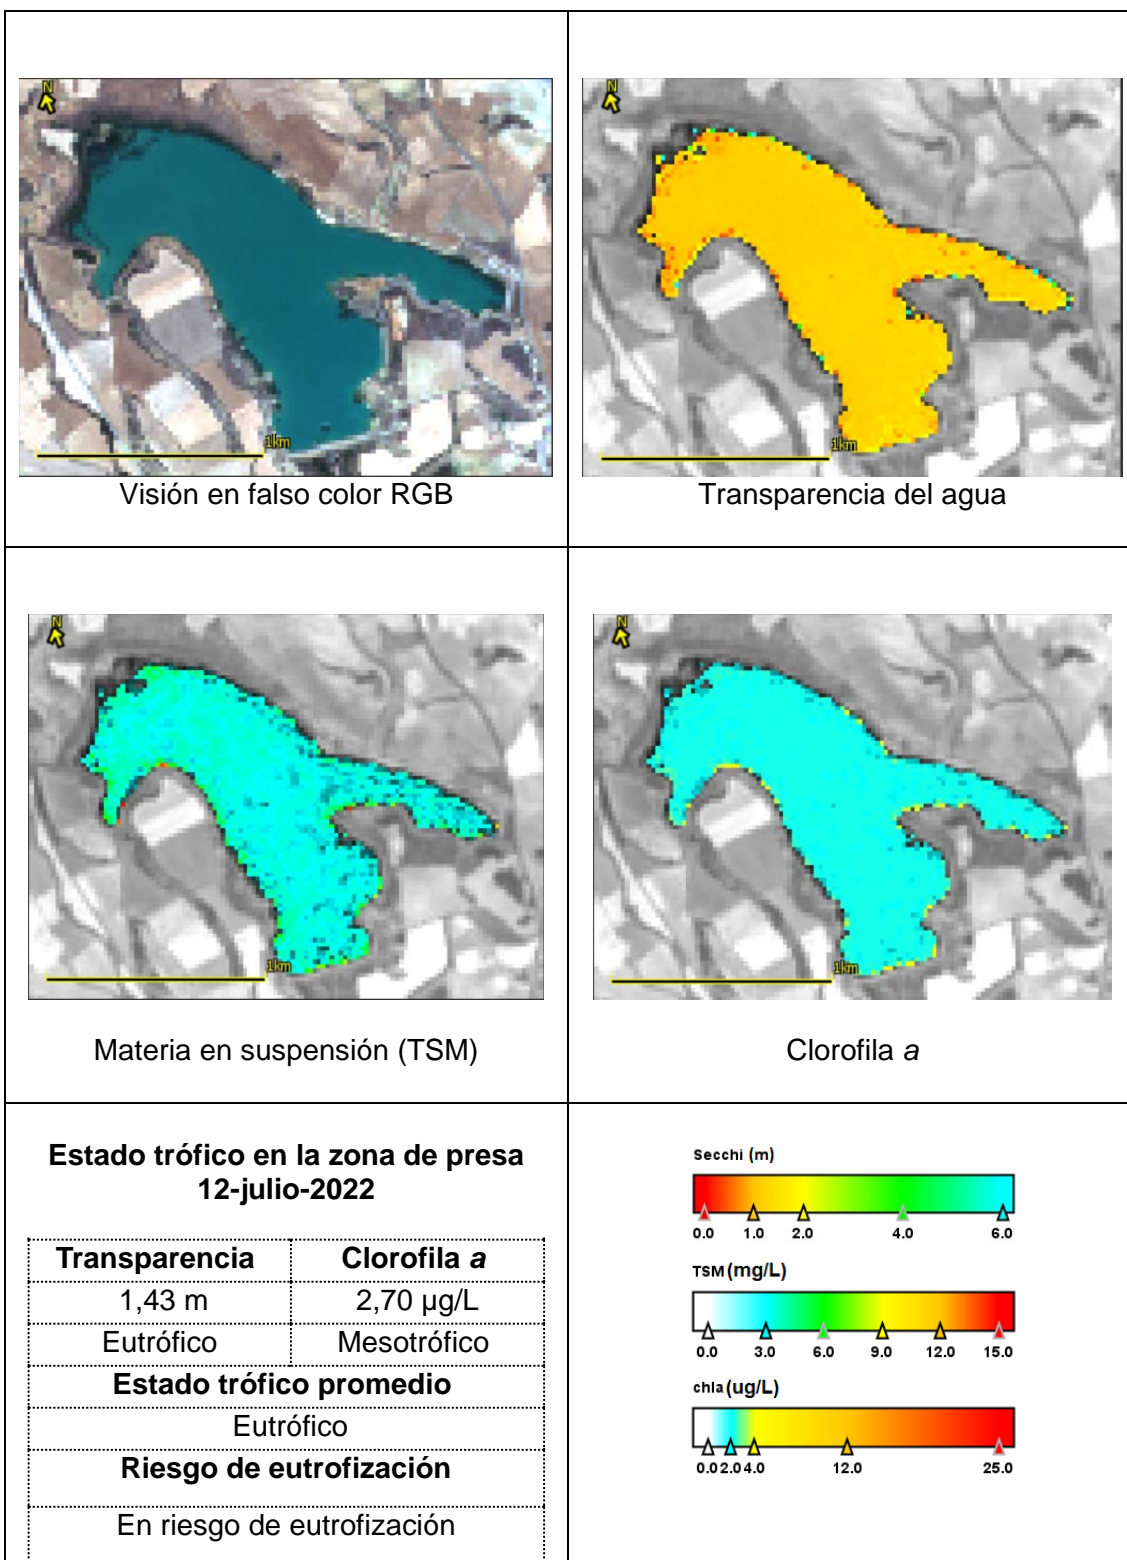 N
N
1km
1km
Visión en falso color RGB
Transparencia del agua
N
N
1km
1km
Materia en suspensión (TSM)
Clorofila a
Estado trófico en la zona de presa
12-julio-2022
Transparencia
Clorofila a
1,43 m
2,70 µg/L
Eutrófico
Mesotrófico
Estado trófico promedio
Eutrófico
Riesgo de eutrofización
En riesgo de eutrofización
Secchi (m)
0.0 1.0 2.0 4.0 6.0
TSM (mg/L)
0.0 3.0 6.0 9.0 12.0 15.0
chla (ug/L)
0.0 2.0 4.0 12.0 25.0